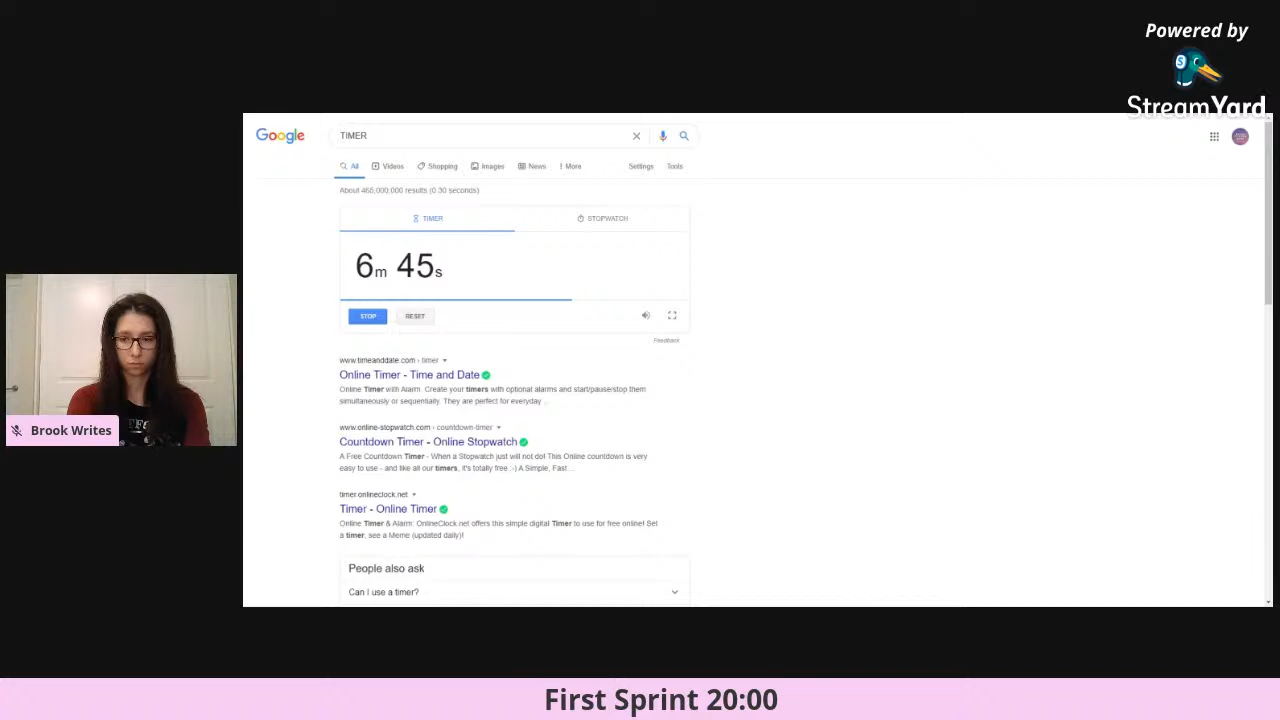 Powered by
StreamYard
Google
TIMER
All
Videos
Shopping
Images
News
More
Settings
Tools
About 465,000,000 results (0.30 seconds)
TIMER
STOPWATCH
6m 45s
STOP
RESET
Feedback
www.timeanddate.com › timer
Online Timer - Time and Date
Online Timer with Alarm. Create your timers with optional alarms and start/pause/stop them
simultaneously or sequentially. They are perfect for everyday ...
www.online-stopwatch.com › countdown-timer
Countdown Timer - Online Stopwatch
A Free Countdown Timer - When a Stopwatch just will not do! This Online countdown is very
easy to use - and like all our timers, it's totally free :-) A Simple, Fast ...
timer.onlineclock.net
Timer - Online Timer
Online Timer & Alarm: OnlineClock.net offers this simple digital Timer to use for free online! Set
a timer, see a Meme (updated daily)!
People also ask
Can I use a timer?
Brook Writes
First Sprint 20:00